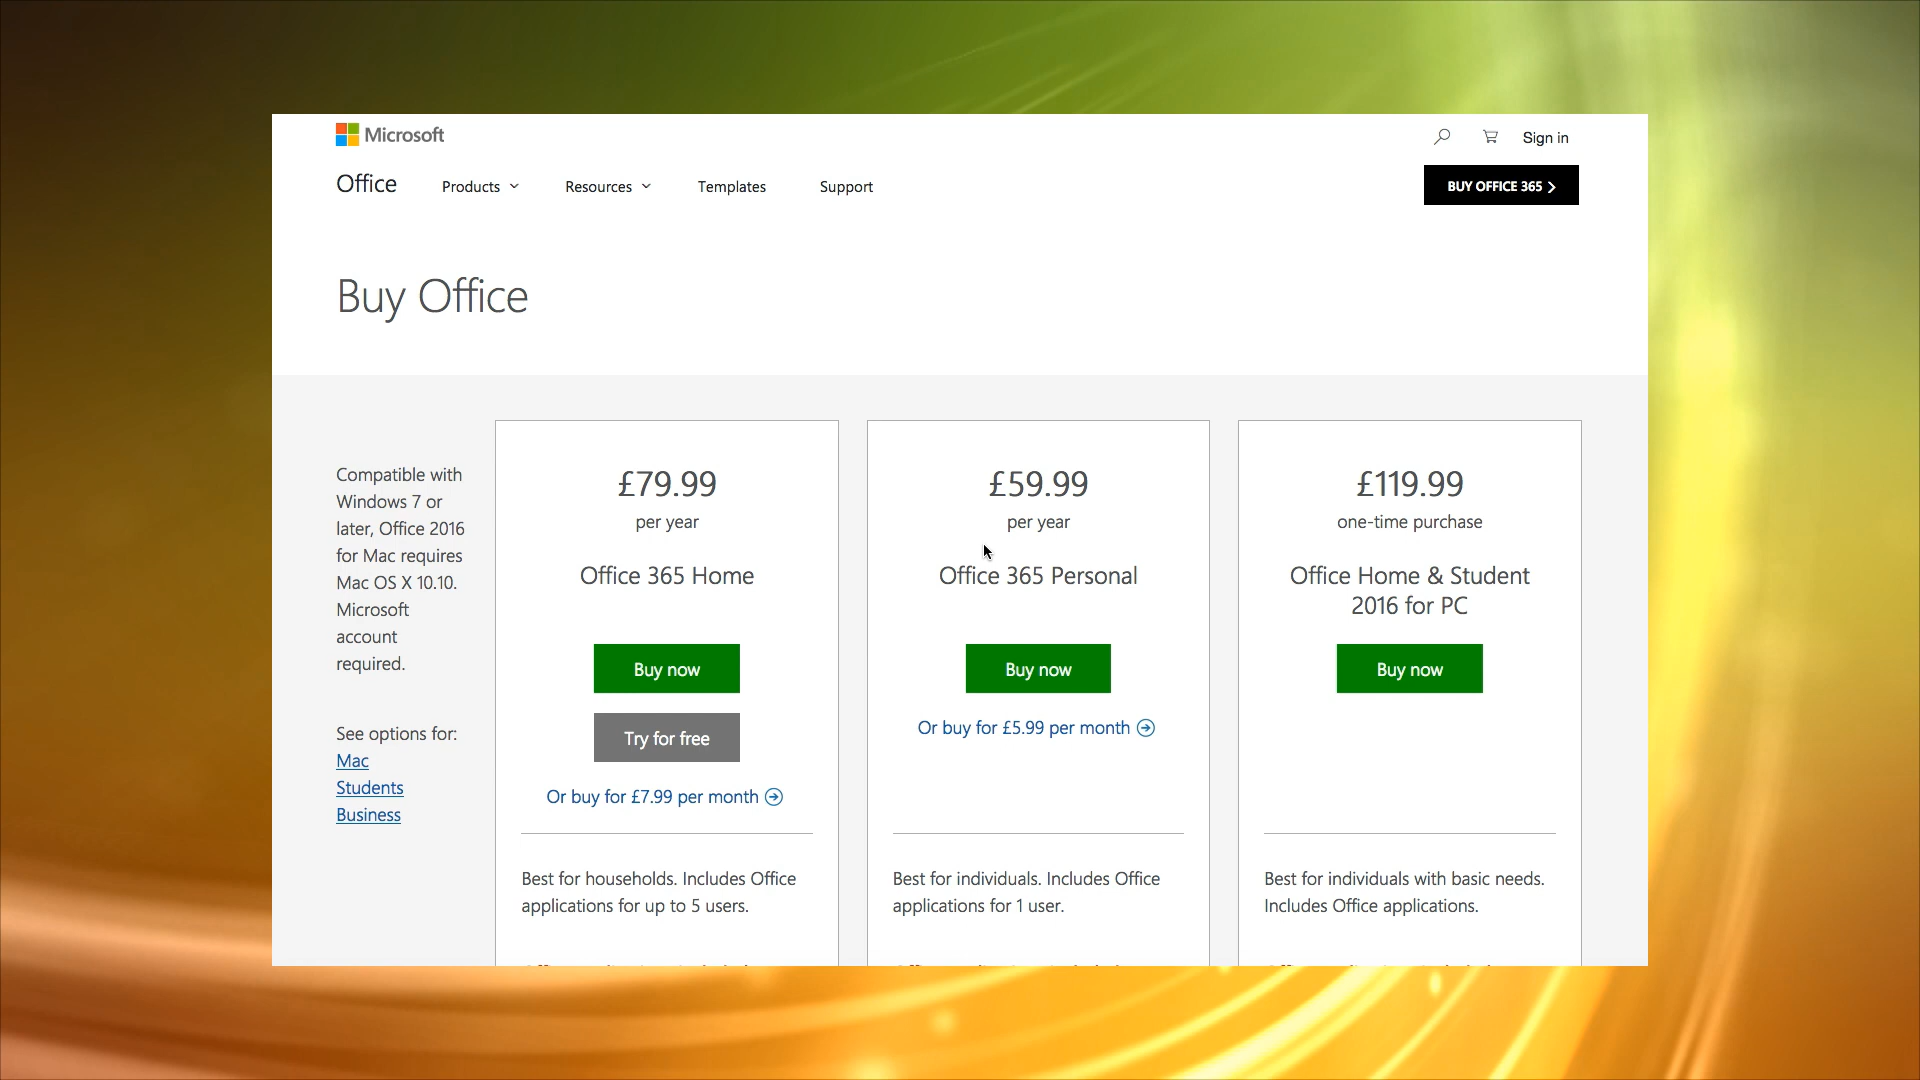 Microsoft
Sign in
Office
Products
Resources
Templates
Support
BUY OFFICE 365
Buy Office
Compatible with
Windows 7 or
later, Office 2016
for Mac requires
Mac OS X 10.10.
Microsoft
account
required.
See options for:
Mac
Students
Business
£79.99
per year
Office 365 Home
Buy now
Try for free
Or buy for £7.99 per month
Best for households. Includes Office
applications for up to 5 users.
£59.99
per year
Office 365 Personal
Buy now
Or buy for £5.99 per month
Best for individuals. Includes Office
applications for 1 user.
£119.99
one-time purchase
Office Home & Student
2016 for PC
Buy now
Best for individuals with basic needs.
Includes Office applications.